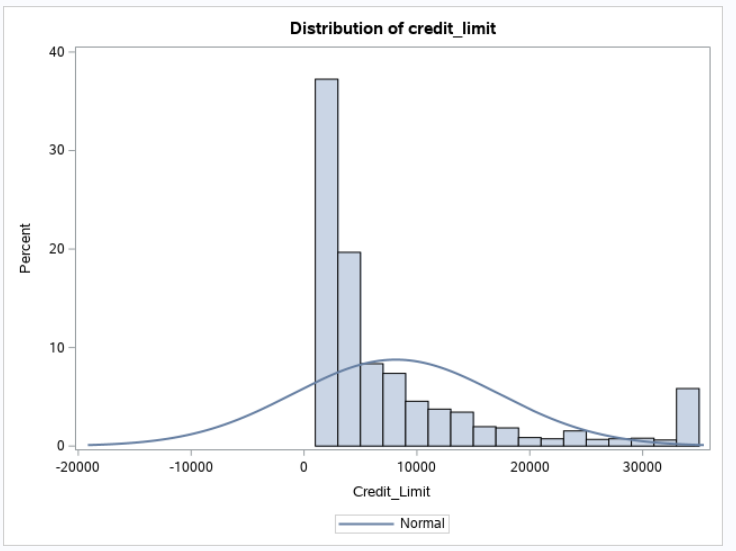 Distribution of credit_limit
40
30
20
10
0
Percent
-20000 -10000 0 10000 20000 30000
Credit_Limit
Normal